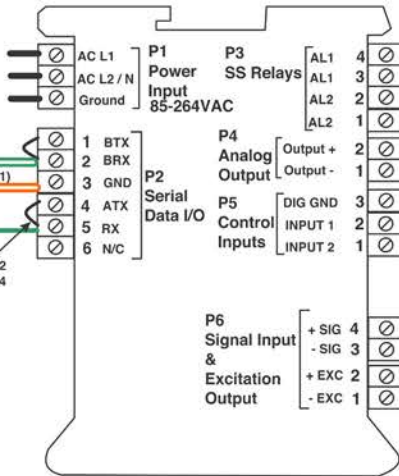 AC L1
AC L2 / N
Ground
P1
Power
Input
85-264VAC
P3
SS Relays
AL1 4
AL1 3
AL2 2
AL2 1
1 BTX
2 BRX
3 GND
4 ATX
5 RX
6 N/C
P2
Serial
Data I/O
P4
Analog
Output
Output + 2
Output - 1
P5
Control
Inputs
DIG GND 3
INPUT 1 2
INPUT 2 1
1)
2
4
P6
Signal Input
&
Excitation
Output
+ SIG 4
- SIG 3
+ EXC 2
- EXC 1